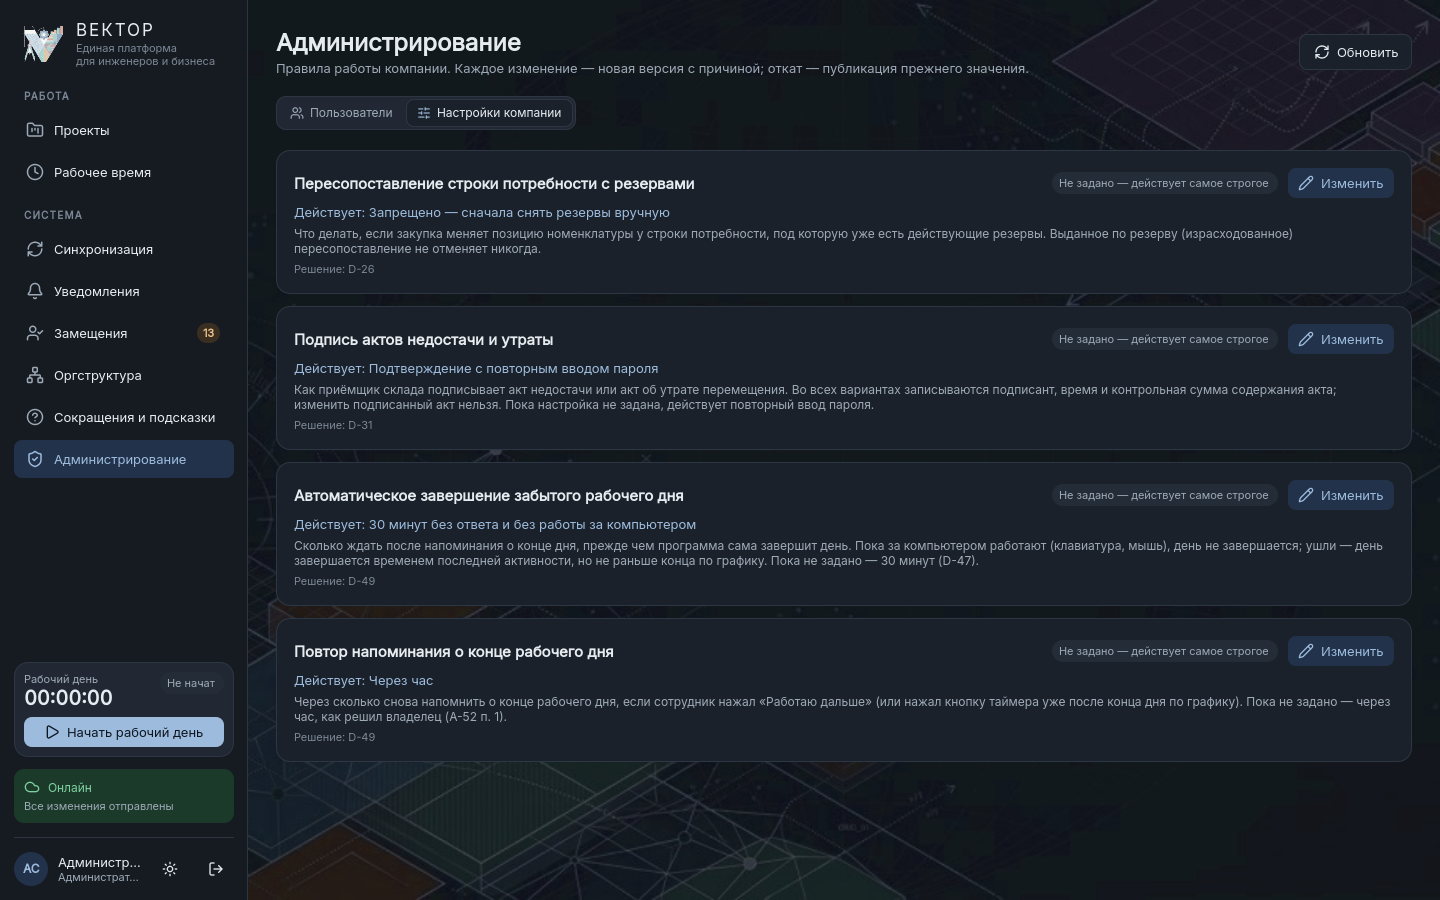 ВЕКТОР
Единая платформа
для инженеров и бизнеса
РАБОТА
Проекты
Рабочее время
СИСТЕМА
Синхронизация
Уведомления
Замещения 13
Оргструктура
Сокращения и подсказки
Администрирование
Рабочий день
Не начат
00:00:00
Начать рабочий день
Онлайн
Все изменения отправлены
АС
Администр...
Администрат...
Администрирование
Правила работы компании. Каждое изменение — новая версия с причиной; откат — публикация прежнего значения.
Обновить
Пользователи
Настройки компании
Пересопоставление строки потребности с резервами
Не задано — действует самое строгое
Изменить
Действует: Запрещено — сначала снять резервы вручную
Что делать, если закупка меняет позицию номенклатуры у строки потребности, под которую уже есть действующие резервы. Выданное по резерву (израсходованное)
пересопоставление не отменяет никогда.
Решение: D-26
Подпись актов недостачи и утраты
Не задано — действует самое строгое
Изменить
Действует: Подтверждение с повторным вводом пароля
Как приёмщик склада подписывает акт недостачи или акт об утрате перемещения. Во всех вариантах записываются подписант, время и контрольная сумма содержания акта;
изменить подписанный акт нельзя. Пока настройка не задана, действует повторный ввод пароля.
Решение: D-31
Автоматическое завершение забытого рабочего дня
Не задано — действует самое строгое
Изменить
Действует: 30 минут без ответа и без работы за компьютером
Сколько ждать после напоминания о конце дня, прежде чем программа сама завершит день. Пока за компьютером работают (клавиатура, мышь), день не завершается; ушли — день
завершается временем последней активности, но не раньше конца по графику. Пока не задано — 30 минут (D-47).
Решение: D-49
Повтор напоминания о конце рабочего дня
Не задано — действует самое строгое
Изменить
Действует: Через час
Через сколько снова напомнить о конце рабочего дня, если сотрудник нажал «Работаю дальше» (или нажал кнопку таймера уже после конца дня по графику). Пока не задано — через
час, как решил владелец (А-52 п. 1).
Решение: D-49